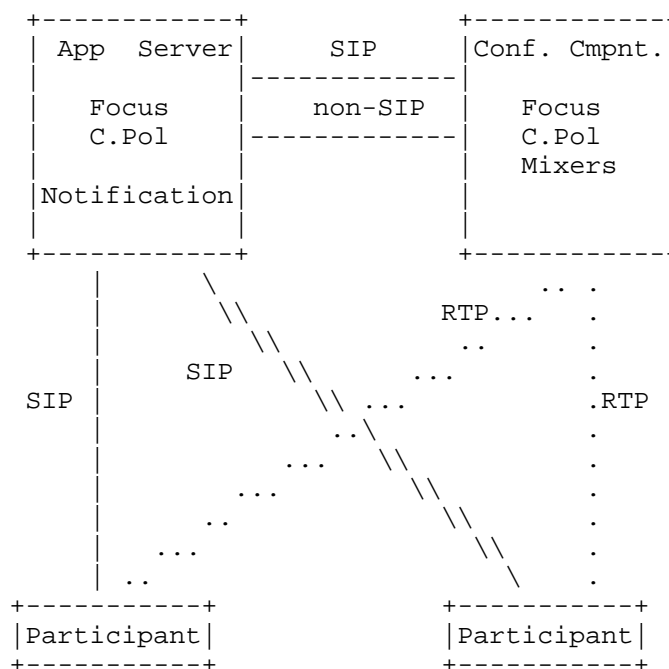 App Server SIP Conf. Cmpnt.
Focus non-SIP Focus
C.Pol C.Pol
Mixers
Notification
RTP
SIP
SIP RTP
Participant Participant